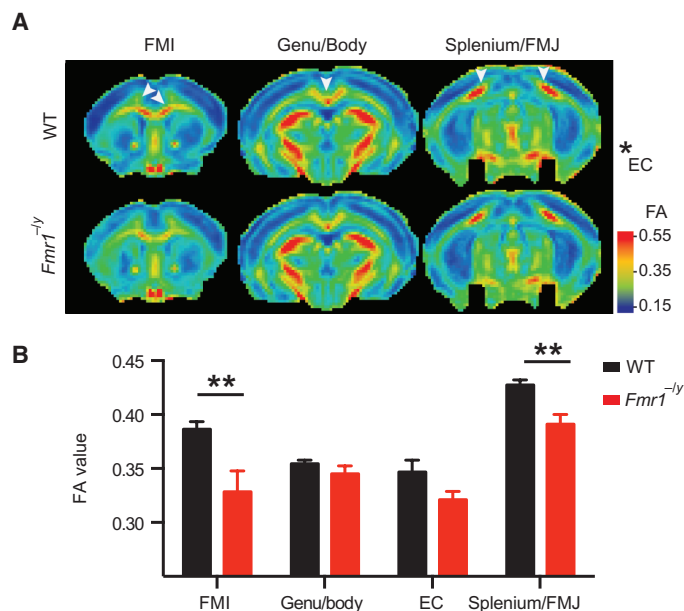 A
FMI Genu/Body Splenium/FMJ
WT
Fmr1–/y
*
EC
FA
0.55
0.35
0.15
B
** **
WT
Fmr1–/y
FA value
0.45
0.40
0.35
0.30
FMI Genu/body EC Splenium/FMJ